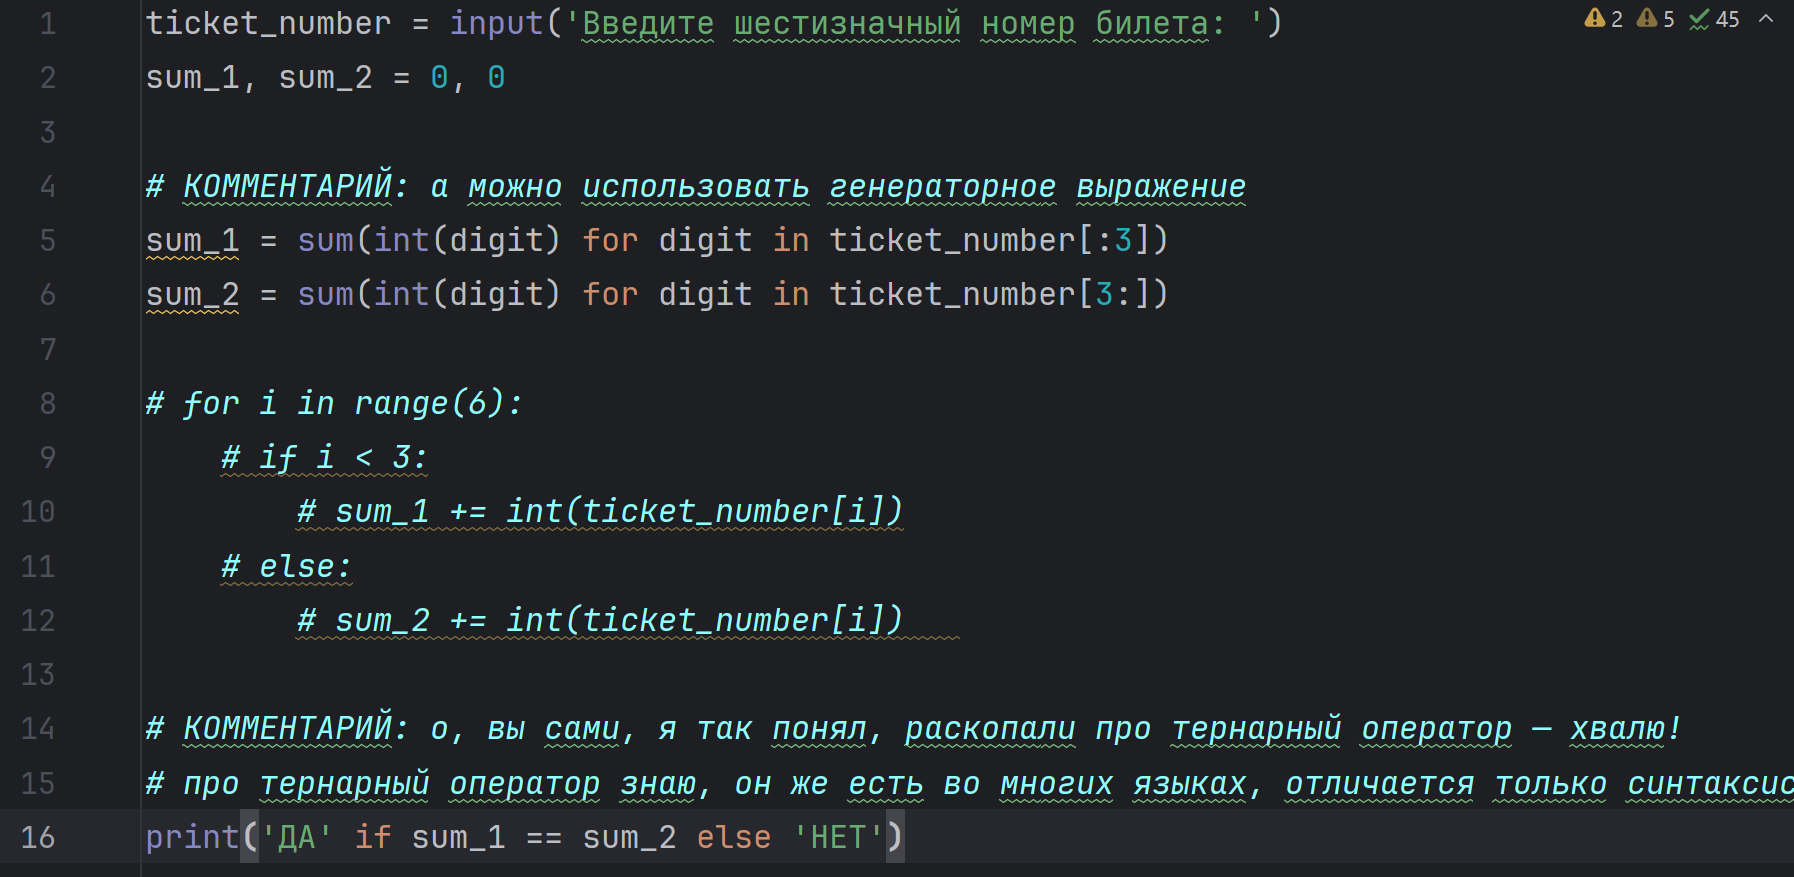 2 5 45
1 ticket_number = input('Введите шестизначный номер билета: ')
2 sum_1, sum_2 = 0, 0
3
4 # КОММЕНТАРИЙ: а можно использовать генераторное выражение
5 sum_1 = sum(int(digit) for digit in ticket_number[:3])
6 sum_2 = sum(int(digit) for digit in ticket_number[3:])
7
8 # for i in range(6):
9     # if i < 3:
10         # sum_1 += int(ticket_number[i])
11     # else:
12         # sum_2 += int(ticket_number[i])
13
14 # КОММЕНТАРИЙ: о, вы сами, я так понял, раскопали про тернарный оператор — хвалю!
15 # про тернарный оператор знаю, он же есть во многих языках, отличается только синтаксис
16 print('ДА' if sum_1 == sum_2 else 'НЕТ')